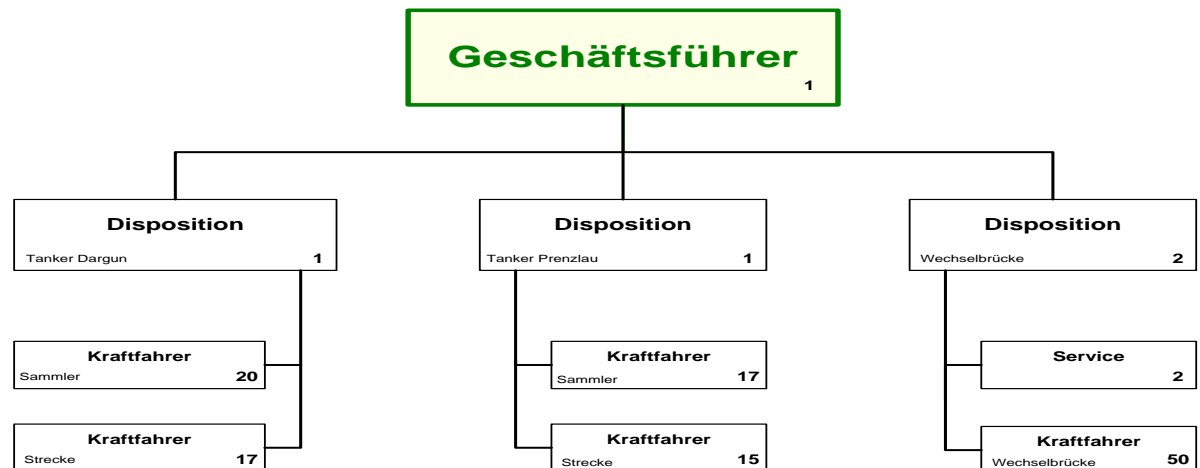 Geschäftsführer
1
Disposition
Tanker Dargun 1
Disposition
Tanker Prenzlau 1
Disposition
Wechselbrücke 2
Kraftfahrer
Sammler 20
Kraftfahrer
Sammler 17
Service
2
Kraftfahrer
Strecke 17
Kraftfahrer
Strecke 15
Kraftfahrer
Wechselbrücke 50